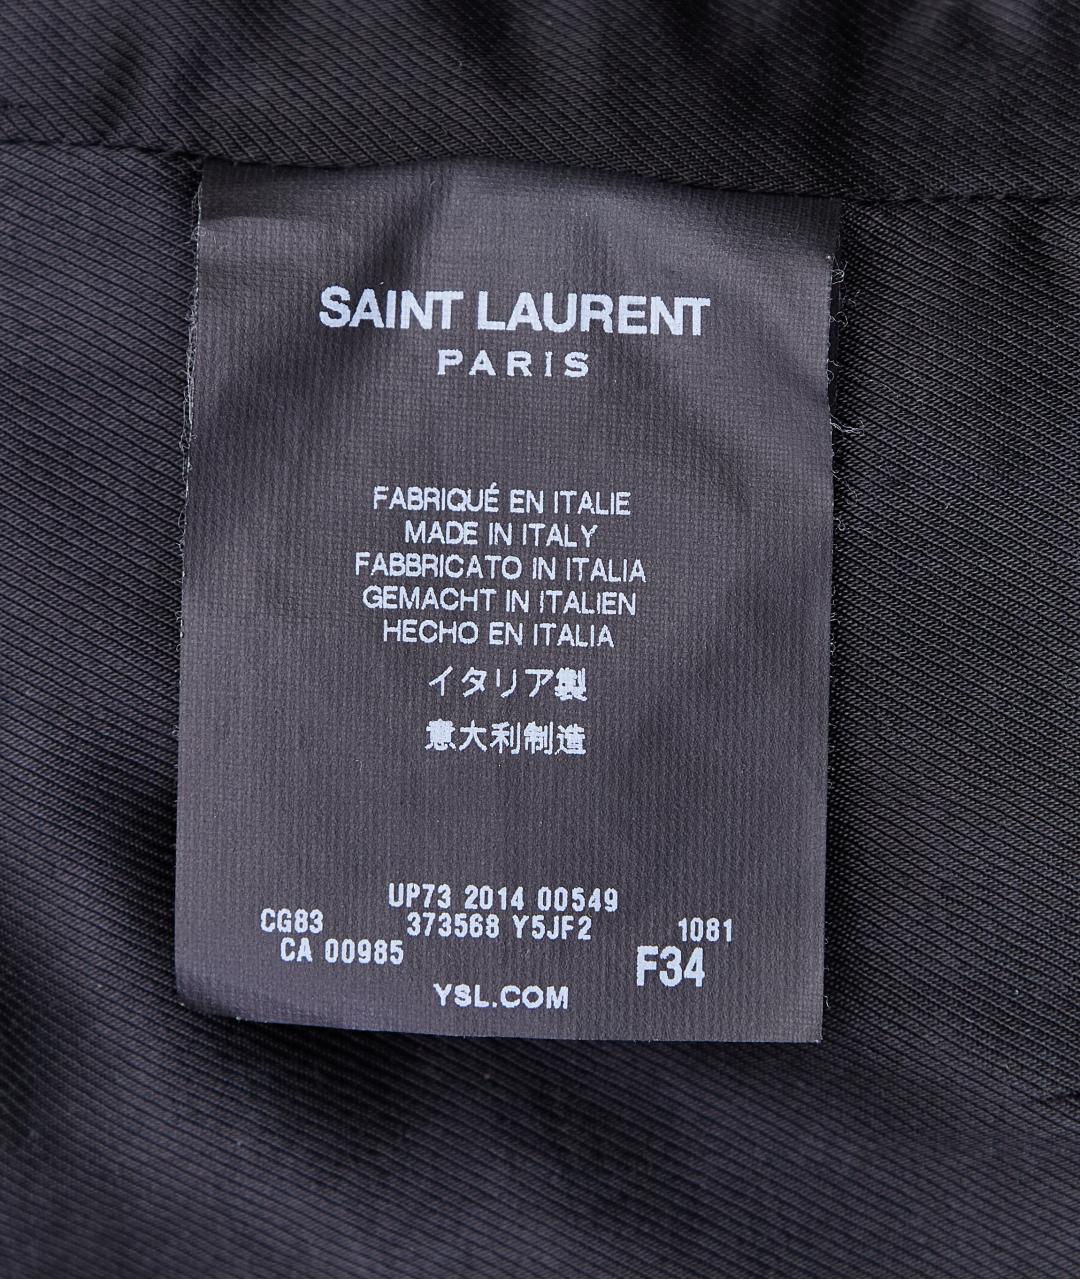 SAINT LAURENT
PARIS
FABRIQUÉ EN ITALIE
MADE IN ITALY
FABBRICATO IN ITALIA
GEMACHT IN ITALIEN
HECHO EN ITALIA
イタリア製
意大利制造
UP73 2014 00549
CG83 373568 Y5JF2 1081
CA 00985 F34
YSL.COM